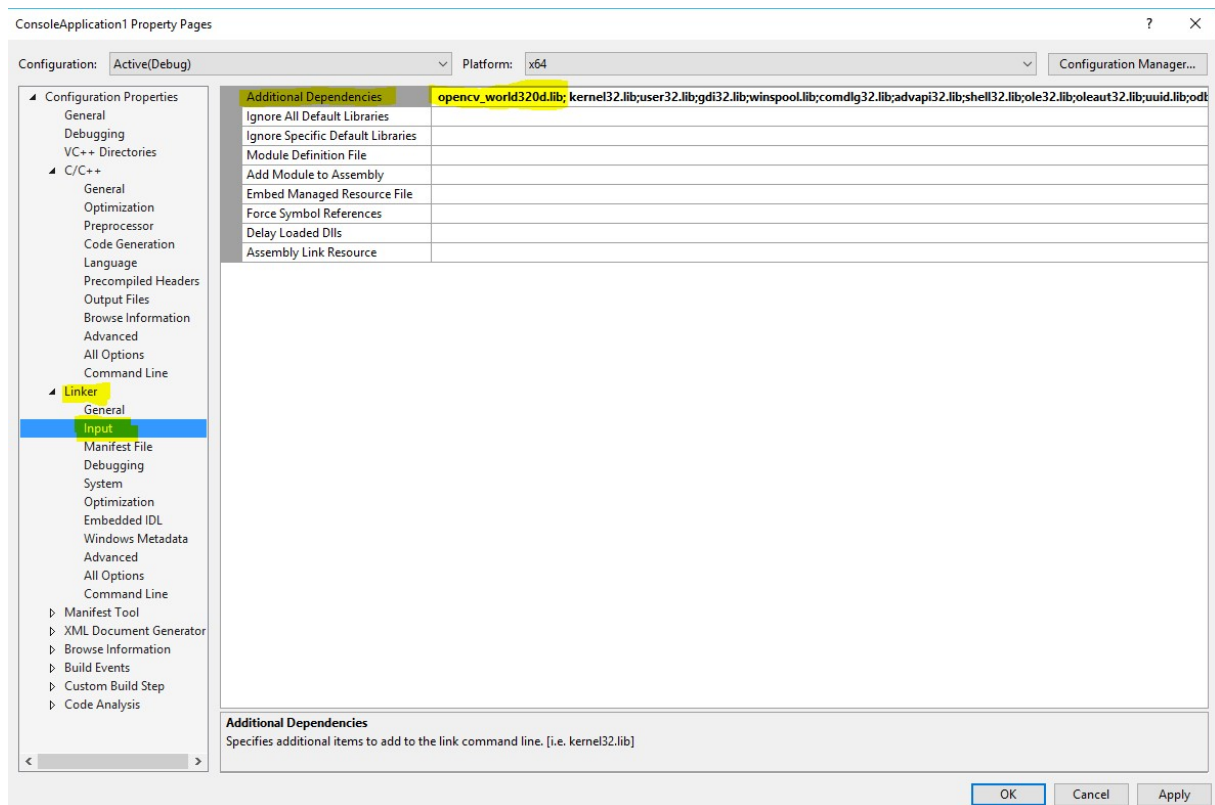 ConsoleApplication1 Property Pages
? ×
Configuration: Active(Debug) Platform: x64 Configuration Manager...
Configuration Properties
General
Debugging
VC++ Directories
C/C++
General
Optimization
Preprocessor
Code Generation
Language
Precompiled Headers
Output Files
Browse Information
Advanced
All Options
Command Line
Linker
General
Input
Manifest File
Debugging
System
Optimization
Embedded IDL
Windows Metadata
Advanced
All Options
Command Line
Manifest Tool
XML Document Generator
Browse Information
Build Events
Custom Build Step
Code Analysis
Additional Dependencies opencv_world320d.lib; kernel32.lib;user32.lib;gdi32.lib;winspool.lib;comdlg32.lib;advapi32.lib;shell32.lib;ole32.lib;oleaut32.lib;uuid.lib;odb
Ignore All Default Libraries
Ignore Specific Default Libraries
Module Definition File
Add Module to Assembly
Embed Managed Resource File
Force Symbol References
Delay Loaded Dlls
Assembly Link Resource
Additional Dependencies
Specifies additional items to add to the link command line. [i.e. kernel32.lib]
OK Cancel Apply